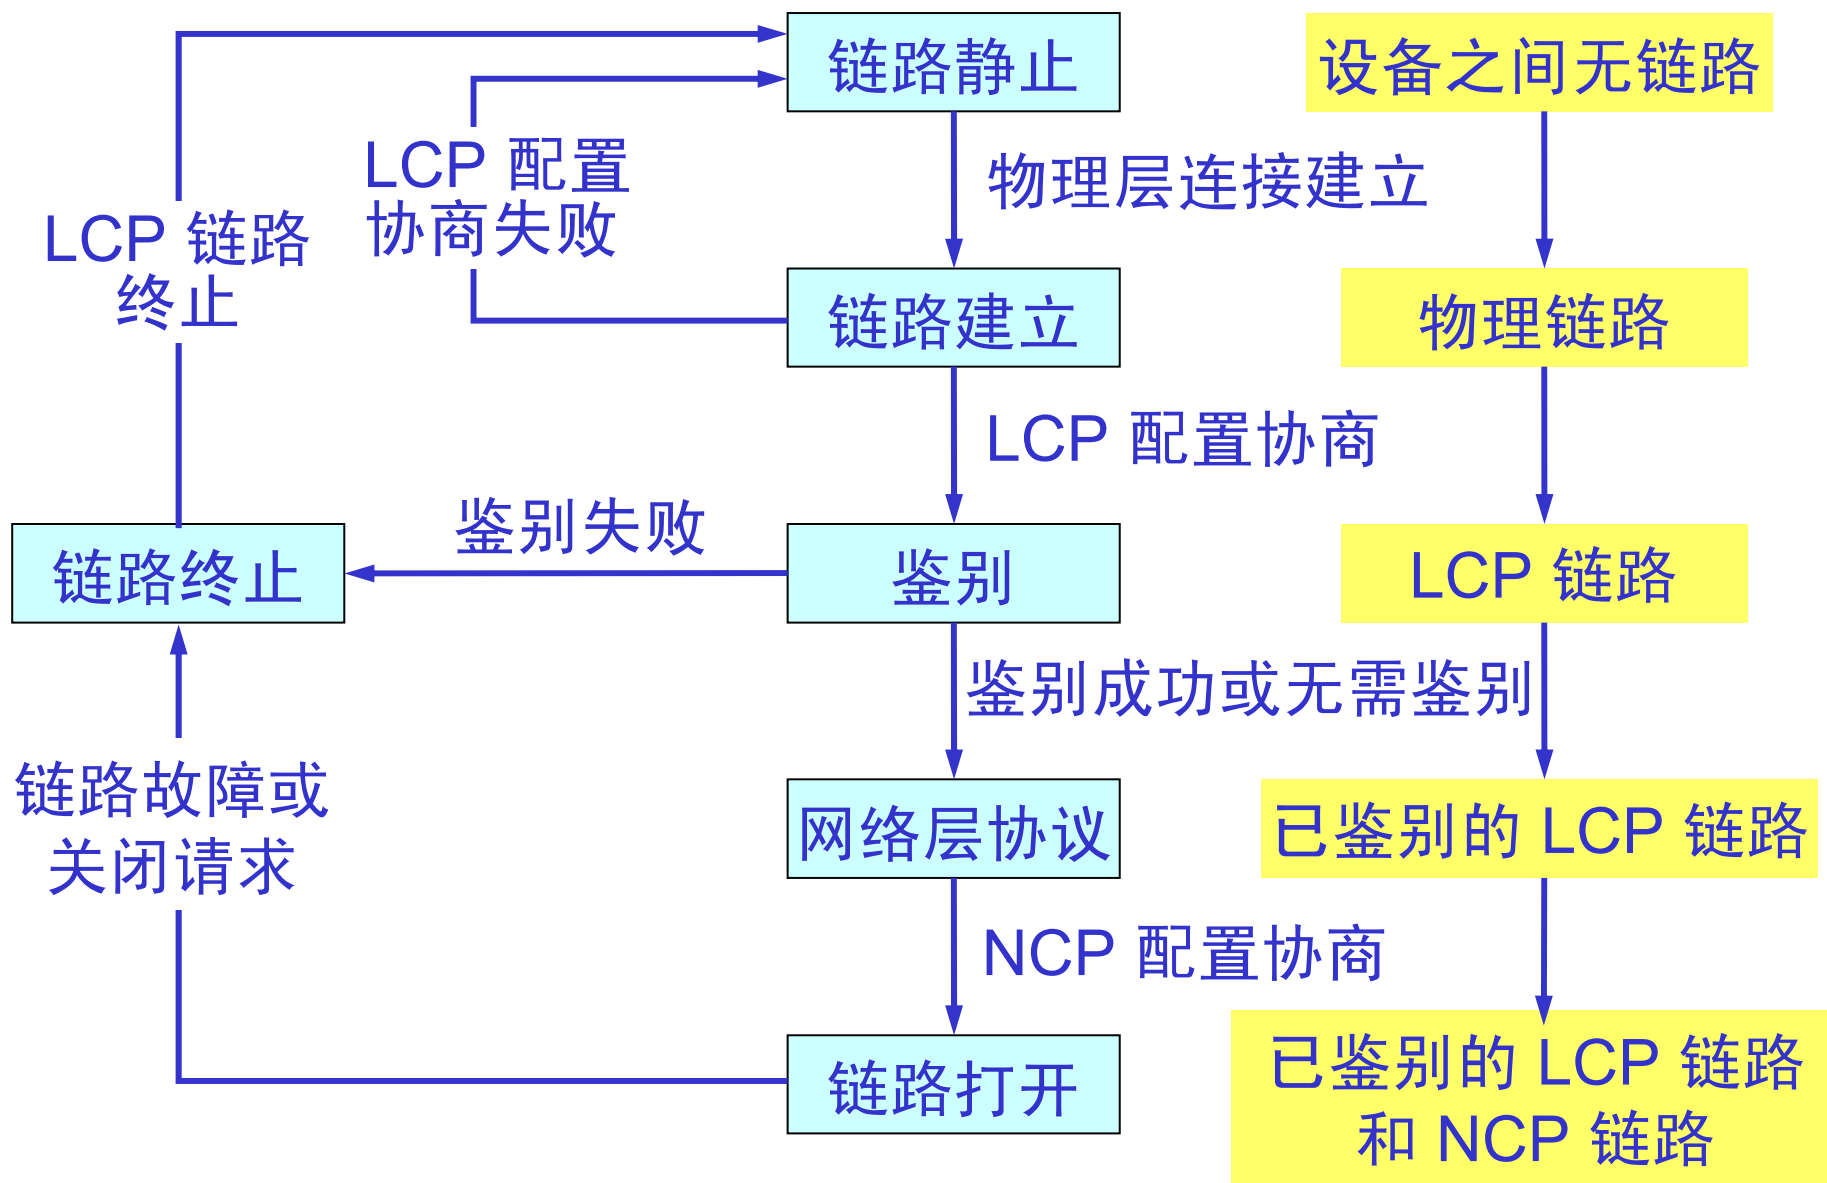 链路静止
设备之间无链路
LCP 配置
协商失败
物理层连接建立
LCP 链路
终止
链路建立
物理链路
LCP 配置协商
鉴别失败
链路终止
鉴别
LCP 链路
鉴别成功或无需鉴别
链路故障或
关闭请求
网络层协议
已鉴别的 LCP 链路
NCP 配置协商
链路打开
已鉴别的 LCP 链路
和 NCP 链路